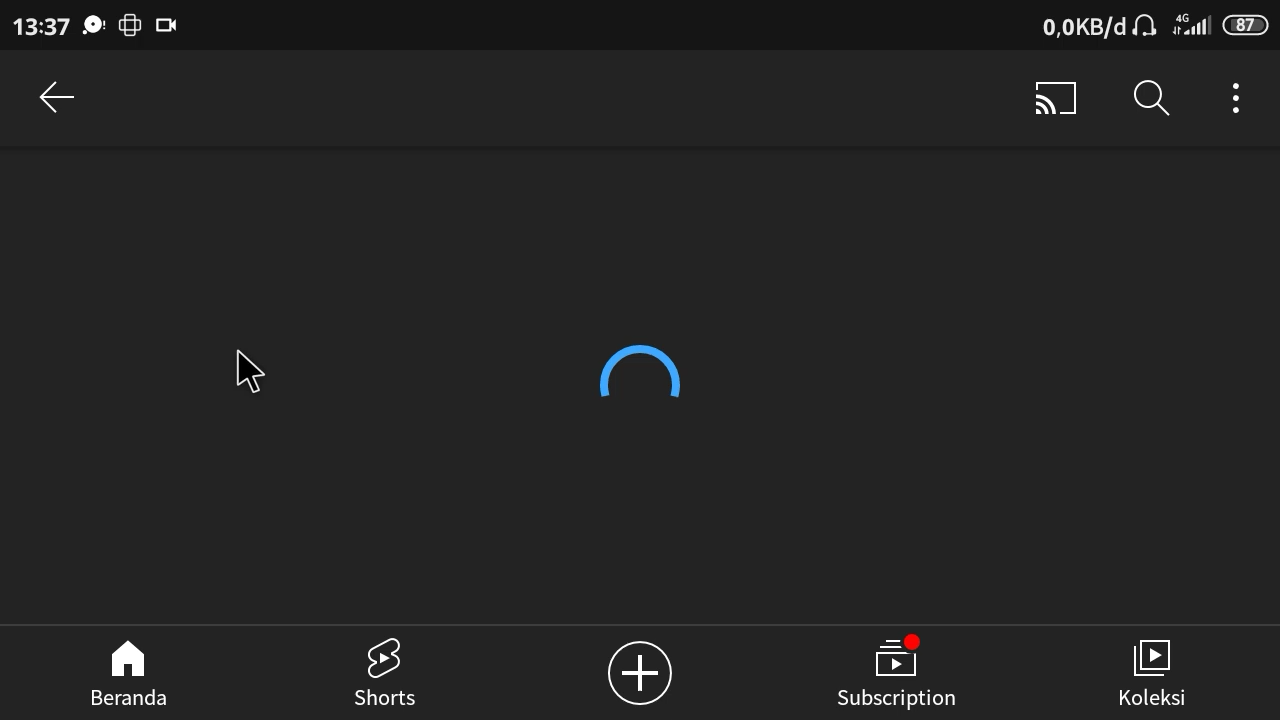 13:37
0,0KB/d 4G 87
Beranda
Shorts
Subscription
Koleksi